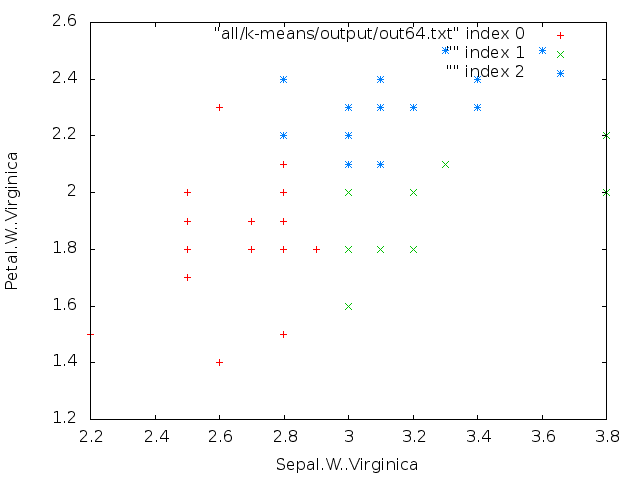 "all/k-means/output/out64.txt" index 0
"" index 1
"" index 2
2.6
2.4
2.2
2
1.8
1.6
1.4
1.2
Petal.W..Virginica
2.2 2.4 2.6 2.8 3 3.2 3.4 3.6 3.8
Sepal.W..Virginica